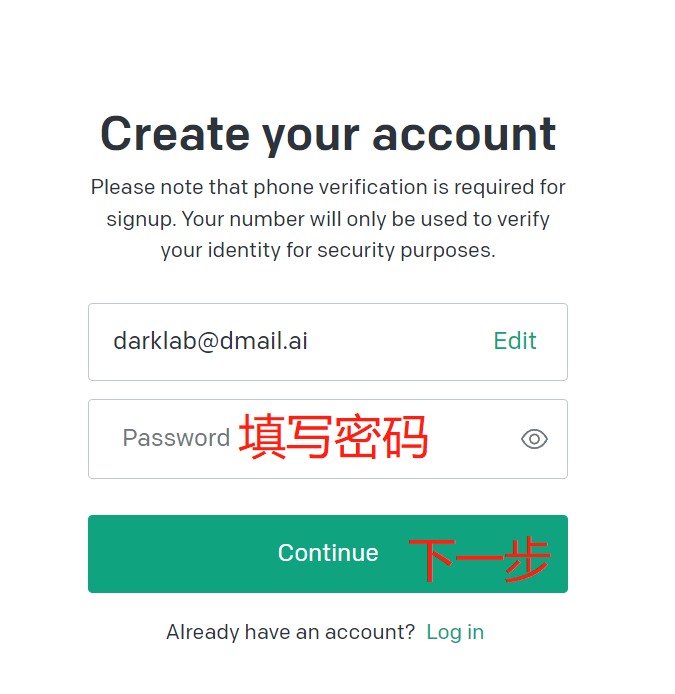 Create your account
Please note that phone verification is required for
signup. Your number will only be used to verify
your identity for security purposes.
darklab@dmail.ai Edit
Password 填写密码
Continue 下一步
Already have an account? Log in